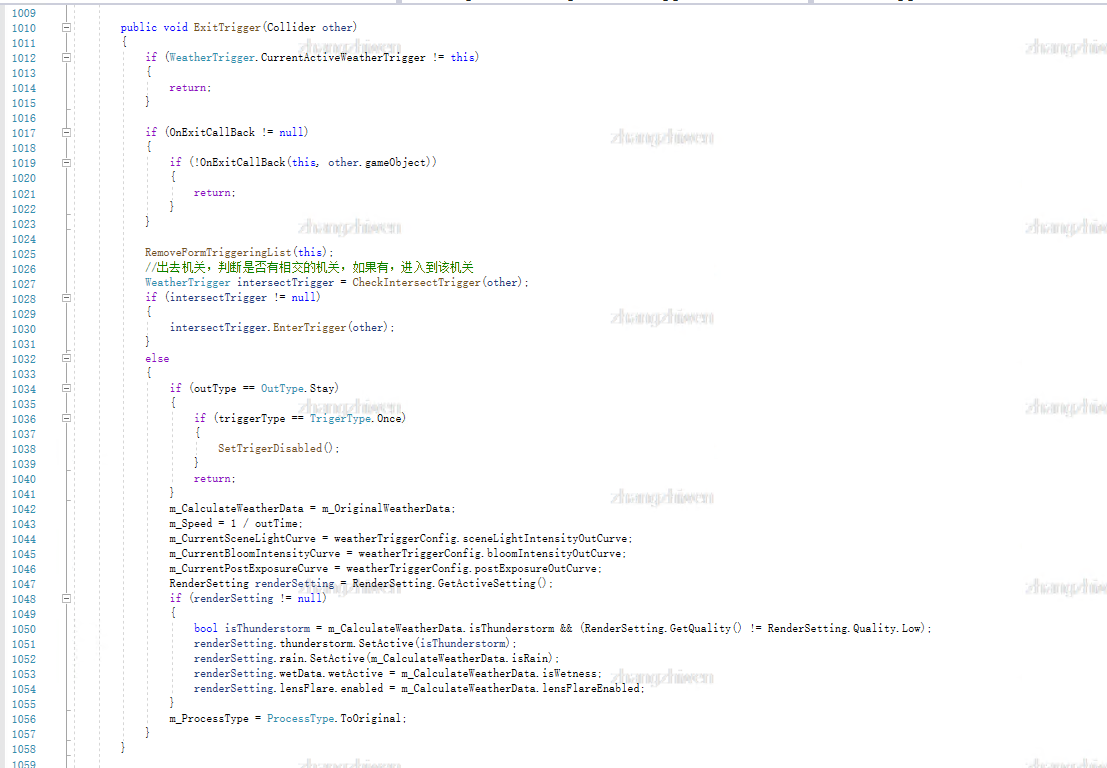 1009
1010 public void ExitTrigger(Collider other)
1011 {
1012 if (WeatherTrigger.CurrentActiveWeatherTrigger != this)
1013 {
1014 return;
1015 }
1016
1017 if (OnExitCallBack != null)
1018 {
1019 if (!OnExitCallBack(this, other.gameObject))
1020 {
1021 return;
1022 }
1023 }
1024
1025 RemoveFormTriggeringList(this);
1026 //出去机关，判断是否有相交的机关，如果有，进入到该机关
1027 WeatherTrigger intersectTrigger = CheckIntersectTrigger(other);
1028 if (intersectTrigger != null)
1029 {
1030 intersectTrigger.EnterTrigger(other);
1031 }
1032 else
1033 {
1034 if (outType == OutType.Stay)
1035 {
1036 if (triggerType == TrigerType.Once)
1037 {
1038 SetTrigerDisabled();
1039 }
1040 return;
1041 }
1042 m_CalculateWeatherData = m_OriginalWeatherData;
1043 m_Speed = 1 / outTime;
1044 m_CurrentSceneLightCurve = weatherTriggerConfig.sceneLightIntensityOutCurve;
1045 m_CurrentBloomIntensityCurve = weatherTriggerConfig.bloomIntensityOutCurve;
1046 m_CurrentPostExposureCurve = weatherTriggerConfig.postExposureOutCurve;
1047 RenderSetting renderSetting = RenderSetting.GetActiveSetting();
1048 if (renderSetting != null)
1049 {
1050 bool isThunderstorm = m_CalculateWeatherData.isThunderstorm && (RenderSetting.GetQuality() != RenderSetting.Quality.Low);
1051 renderSetting.thunderstorm.SetActive(isThunderstorm);
1052 renderSetting.rain.SetActive(m_CalculateWeatherData.isRain);
1053 renderSetting.wetData.wetActive = m_CalculateWeatherData.isWetness;
1054 renderSetting.lensFlare.enabled = m_CalculateWeatherData.lensFlareEnabled;
1055 }
1056 m_ProcessType = ProcessType.ToOriginal;
1057 }
1058 }
1059